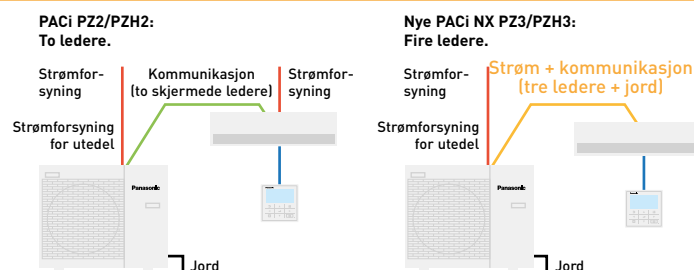 PACi PZ2/PZH2:
To ledere.
Strømfor-
syning
Kommunikasjon
(to skjermede ledere)
Strømfor-
syning
Strømforsyning
for utedel
Panasonic
Jord
Nye PACi NX PZ3/PZH3:
Fire ledere.
Strømfor-
syning
Strøm + kommunikasjon
(tre ledere + jord)
Strømforsyning
for utedel
Panasonic
Jord